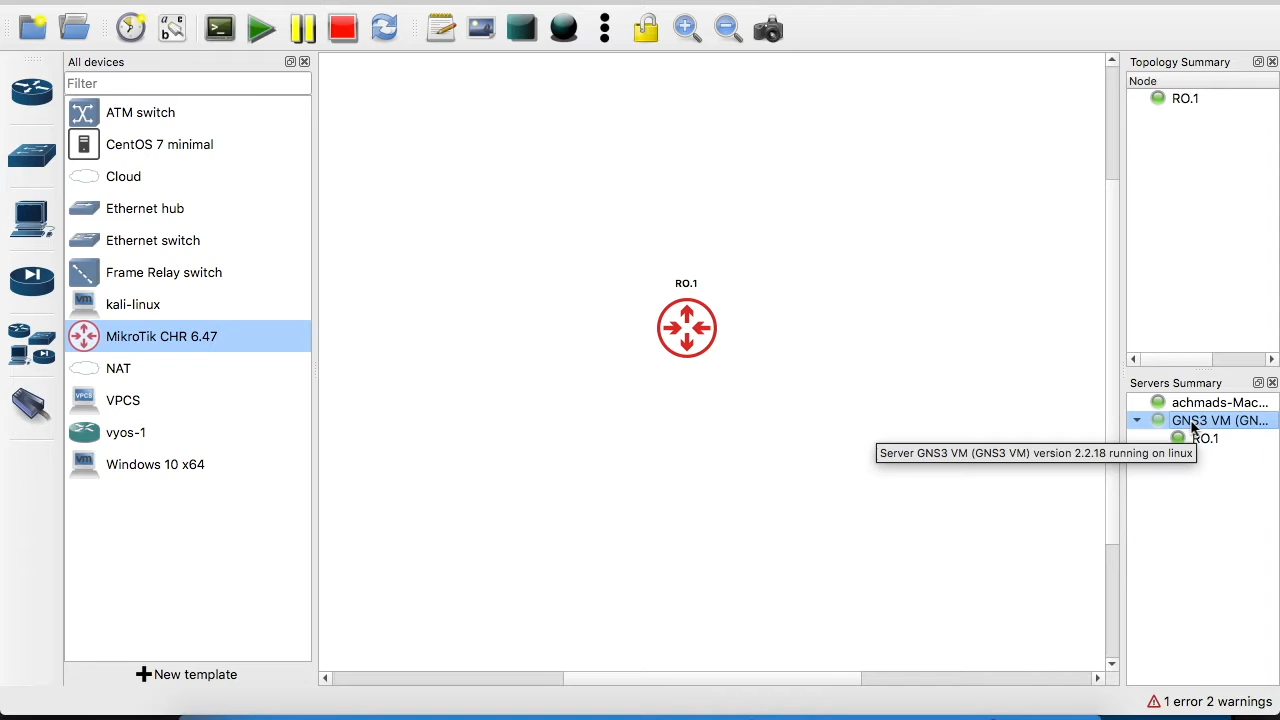 All devices
Filter
ATM switch
CentOS 7 minimal
Cloud
Ethernet hub
Ethernet switch
Frame Relay switch
vm
kali-linux
MikroTik CHR 6.47
NAT
VPCS
VPCS
vyos-1
vm
Windows 10 x64
New template
RO.1
Topology Summary
Node
RO.1
Servers Summary
achmads-Mac...
GNS3 VM (GN...
RO.1
Server GNS3 VM (GNS3 VM) version 2.2.18 running on linux
1 error 2 warnings